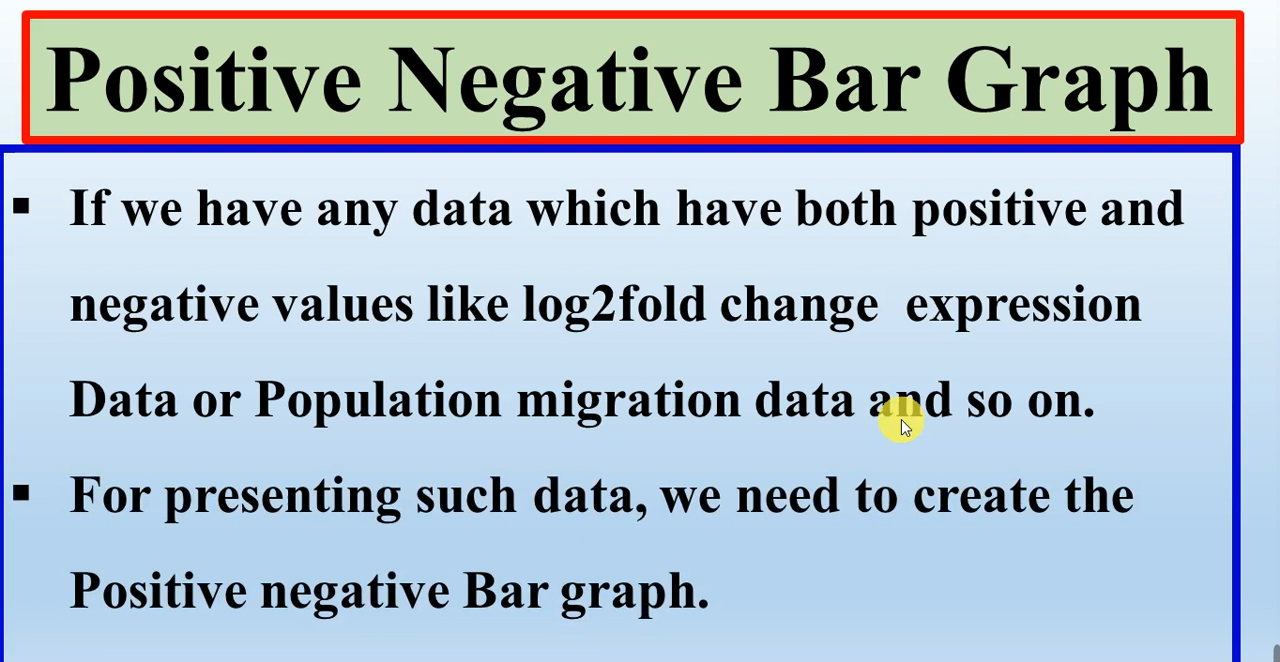 Positive Negative Bar Graph
▪ If we have any data which have both positive and
negative values like log2fold change  expression
Data or Population migration data and so on.
▪ For presenting such data, we need to create the
Positive negative Bar graph.